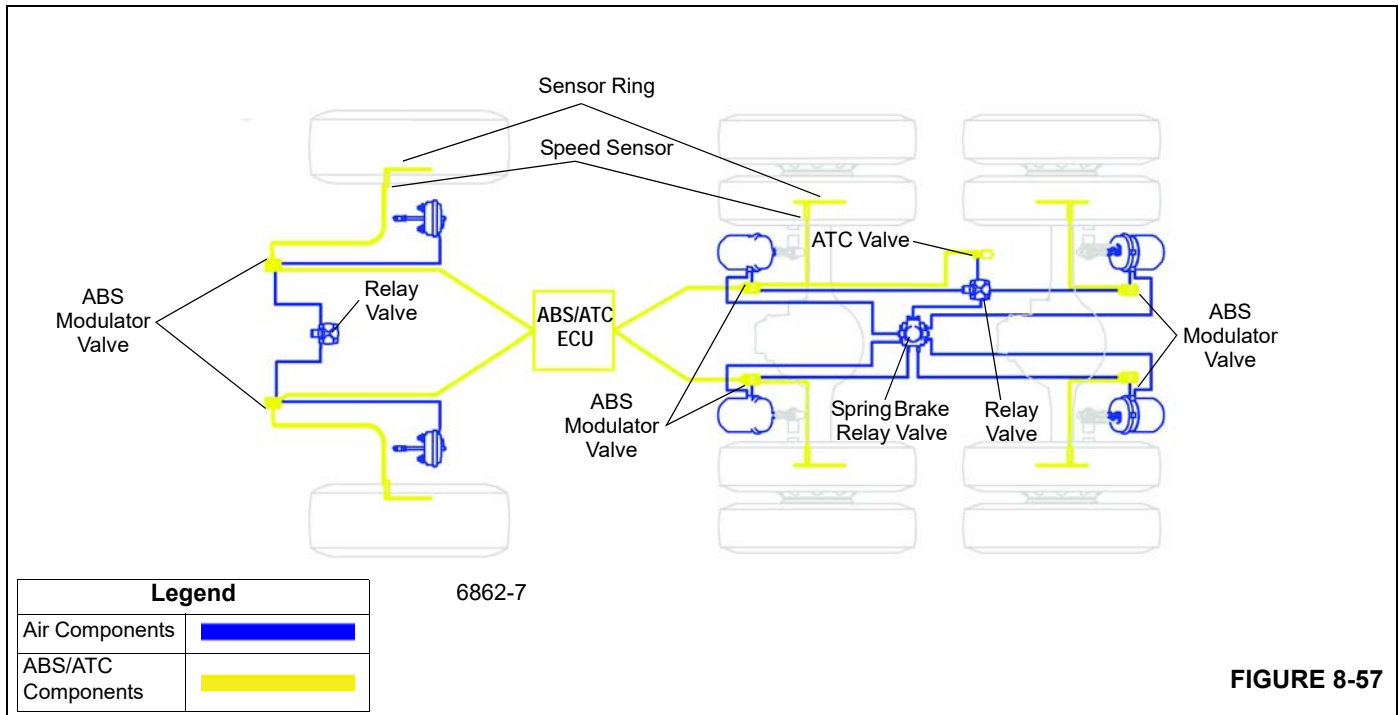 Sensor Ring
Speed Sensor
ATC Valve
ABS
Modulator
Valve
Relay
Valve
ABS/ATC
ECU
ABS
Modulator
Valve
Spring Brake
Relay Valve
Relay
Valve
ABS
Modulator
Valve
Legend
Air Components
ABS/ATC
Components
6862-7
FIGURE 8-57